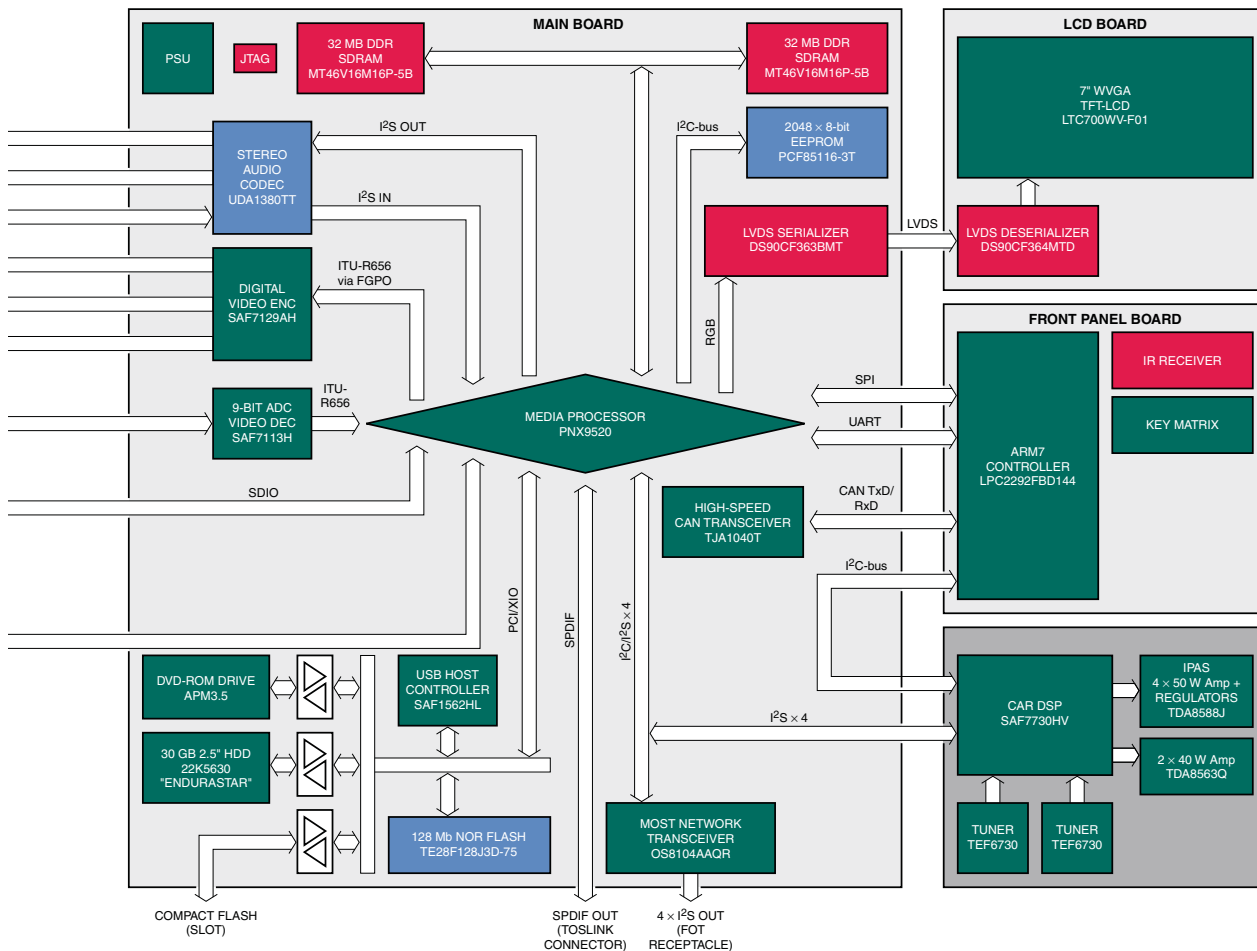 MAIN BOARD
PSU
JTAG
32 MB DDR
SDRAM
MT46V16M16P-5B
32 MB DDR
SDRAM
MT46V16M16P-5B
I²S OUT
I²C-bus
2048 × 8-bit
EEPROM
PCF85116-3T
STEREO
AUDIO
CODEC
UDA1380TT
I²S IN
LVDS SERIALIZER
DS90CF363BMT
LVDS
ITU-R656
via FGPO
DIGITAL
VIDEO ENC
SAF7129AH
RGB
ITU-
R656
9-BIT ADC
VIDEO DEC
SAF7113H
MEDIA PROCESSOR
PNX9520
SPI
UART
SDIO
HIGH-SPEED
CAN TRANSCEIVER
TJA1040T
CAN TxD/
RxD
I²C-bus
PCI/XIO
SPDIF
I²C/I²S × 4
DVD-ROM DRIVE
APM3.5
USB HOST
CONTROLLER
SAF1562HL
I²S × 4
30 GB 2.5" HDD
22K5630
"ENDURASTAR"
128 Mb NOR FLASH
TE28F128J3D-75
MOST NETWORK
TRANSCEIVER
OS8104AAQR
COMPACT FLASH
(SLOT)
SPDIF OUT
(TOSLINK
CONNECTOR)
4 × I²S OUT
(FOT
RECEPTACLE)
LCD BOARD
7" WVGA
TFT-LCD
LTC700WV-F01
LVDS DESERIALIZER
DS90CF364MTD
FRONT PANEL BOARD
ARM7
CONTROLLER
LPC2292FBD144
IR RECEIVER
KEY MATRIX
CAR DSP
SAF7730HV
IPAS
4 × 50 W Amp +
REGULATORS
TDA8588J
2 × 40 W Amp
TDA8563Q
TUNER
TEF6730
TUNER
TEF6730